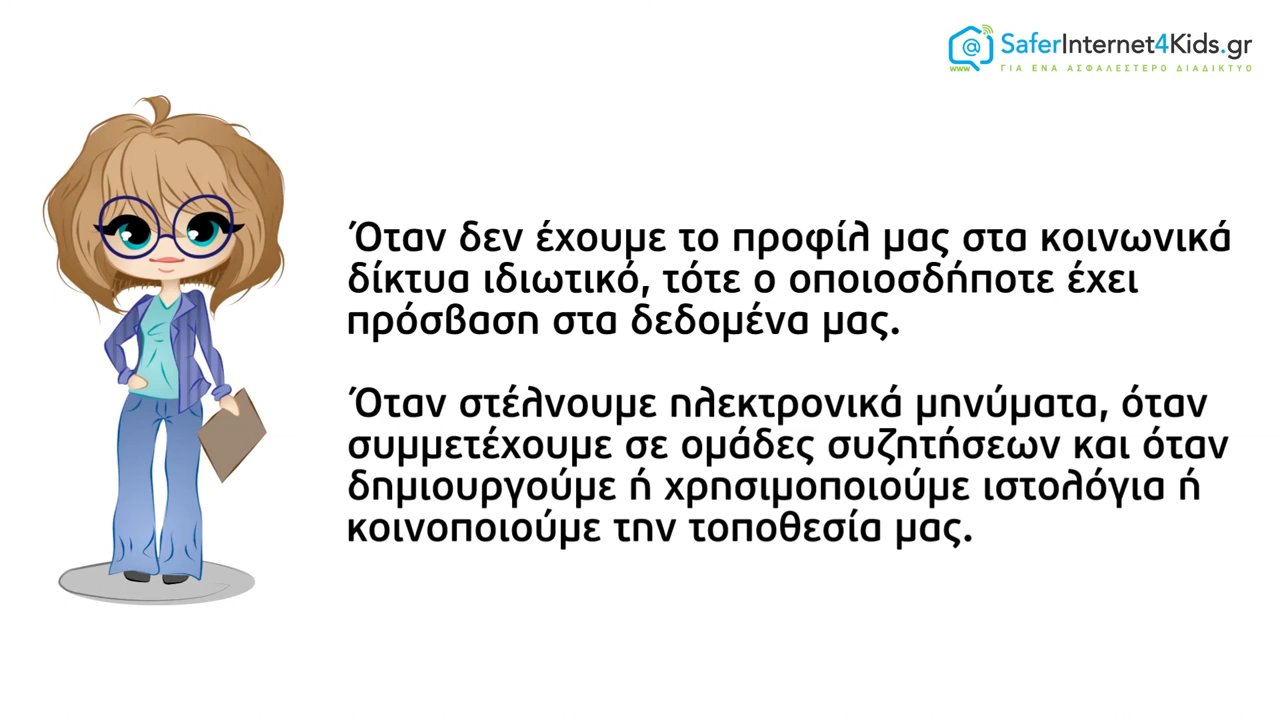 SaferInternet4Kids.gr
www
ΓΙΑ ΕΝΑ ΑΣΦΑΛΕΣΤΕΡΟ ΔΙΑΔΙΚΤΥΟ
Όταν δεν έχουμε το προφίλ μας στα κοινωνικά
δίκτυα ιδιωτικό, τότε ο οποιοσδήποτε έχει
πρόσβαση στα δεδομένα μας.
Όταν στέλνουμε ηλεκτρονικά μηνύματα, όταν
συμμετέχουμε σε ομάδες συζητήσεων και όταν
δημιουργούμε ή χρησιμοποιούμε ιστολόγια ή
κοινοποιούμε την τοποθεσία μας.